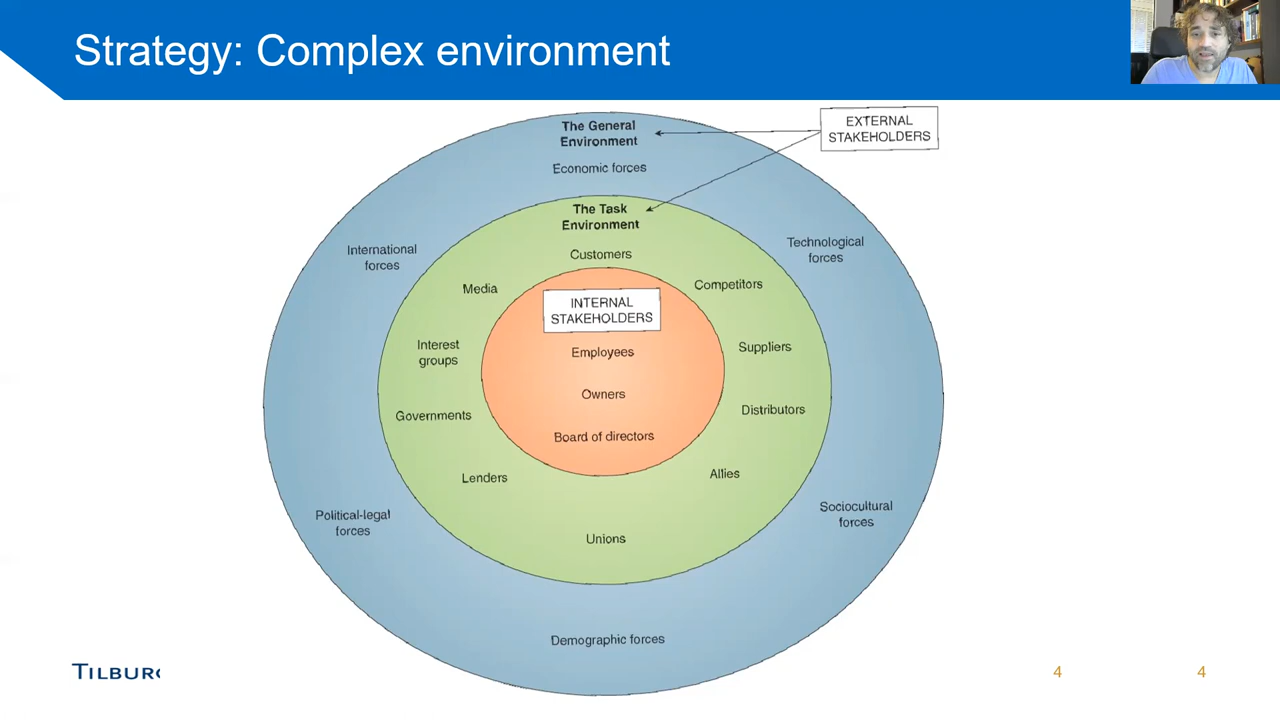 Strategy: Complex environment
EXTERNAL
STAKEHOLDERS
The General
Environment
Economic forces
International
forces
Technological
forces
Political-legal
forces
Sociocultural
forces
Demographic forces
The Task
Environment
Customers
Media
Competitors
Interest
groups
Suppliers
Governments
Distributors
Lenders
Allies
Unions
INTERNAL
STAKEHOLDERS
Employees
Owners
Board of directors
4
4